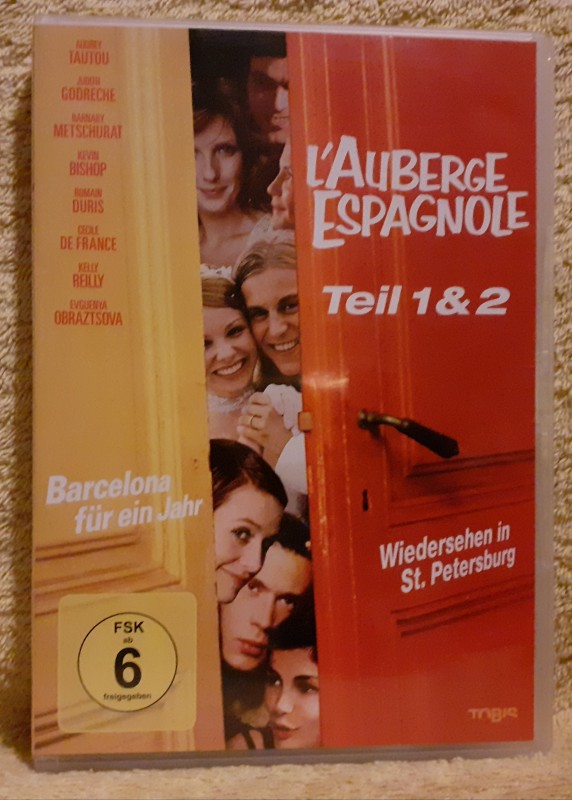 AUDREY
TAUTOU
JUDITH
GODRECHE
BARNABY
METSCHURAT
KEVIN
BISHOP
ROMAIN
DURIS
CÉCILE
DE FRANCE
KELLY
REILLY
EVGUENYA
OBRAZTSOVA
L'AUBERGE
ESPAGNOLE
Teil 1 & 2
Barcelona
für ein Jahr
Wiedersehen in
St. Petersburg
FSK
ab
6
freigegeben
TOBIS